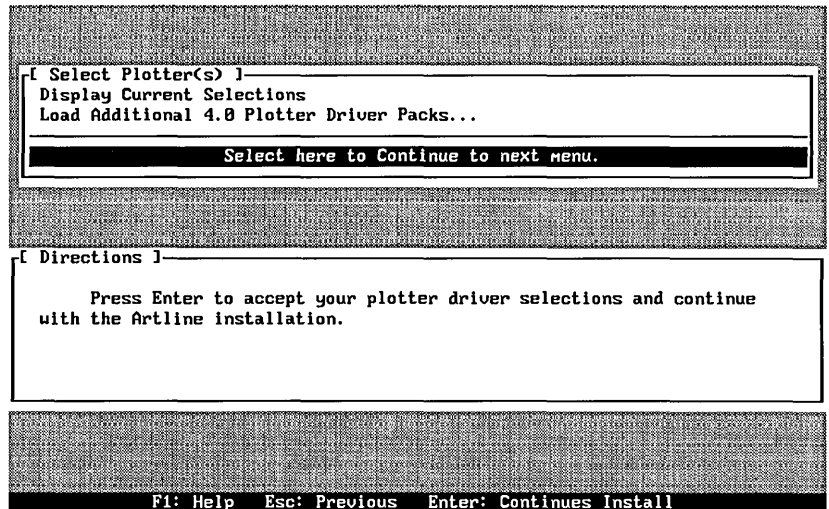 [ Select Plotter(s) ]
Display Current Selections
Load Additional 4.0 Plotter Driver Packs...
Select here to Continue to next menu.
[ Directions ]
Press Enter to accept your plotter driver selections and continue
with the Artline installation.
F1: Help Esc: Previous Enter: Continues Install